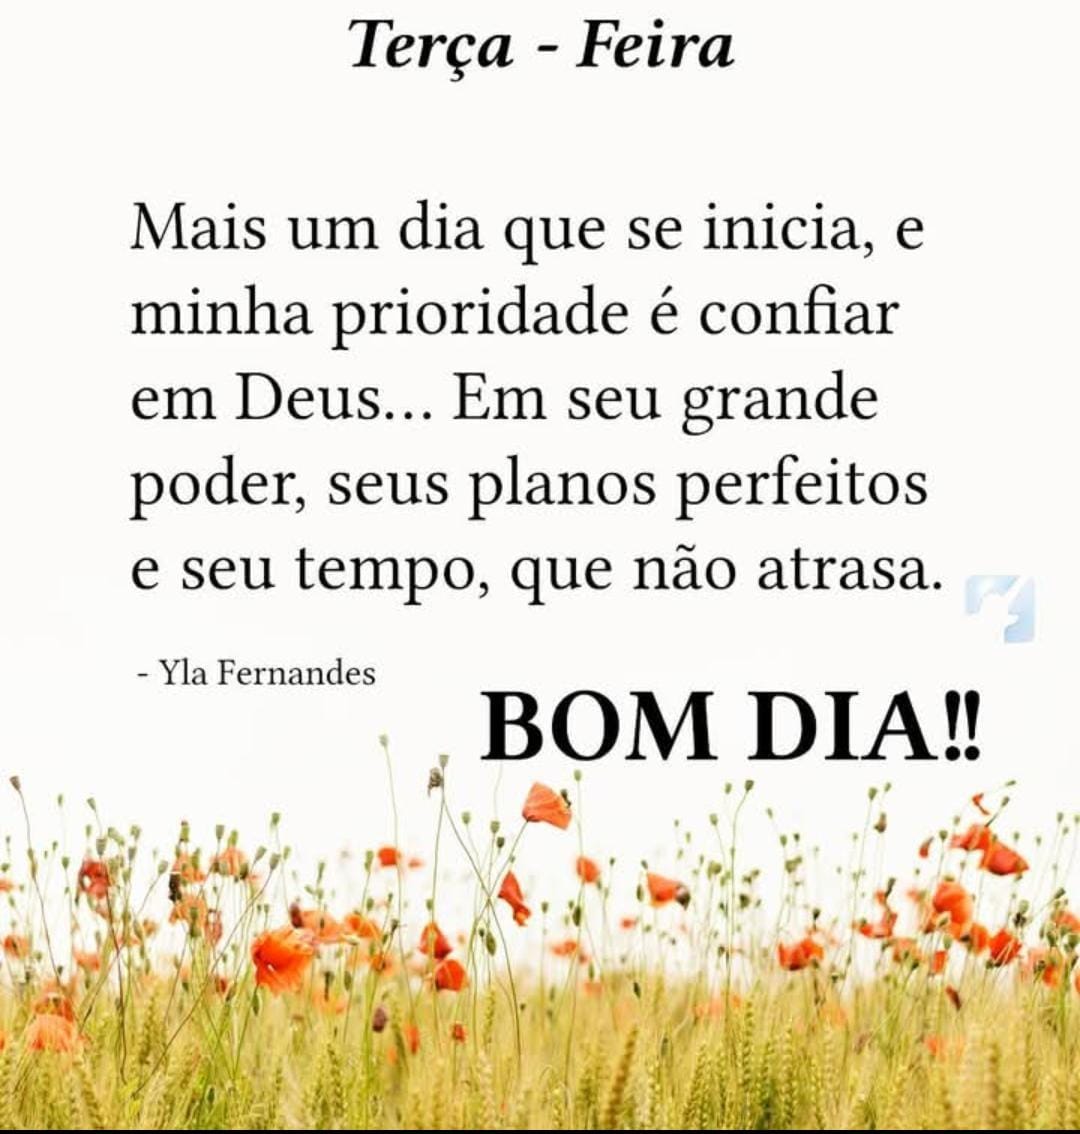 Terça - Feira
Mais um dia que se inicia, e
minha prioridade é confiar
em Deus... Em seu grande
poder, seus planos perfeitos
e seu tempo, que não atrasa.
- Yla Fernandes
BOM DIA!!